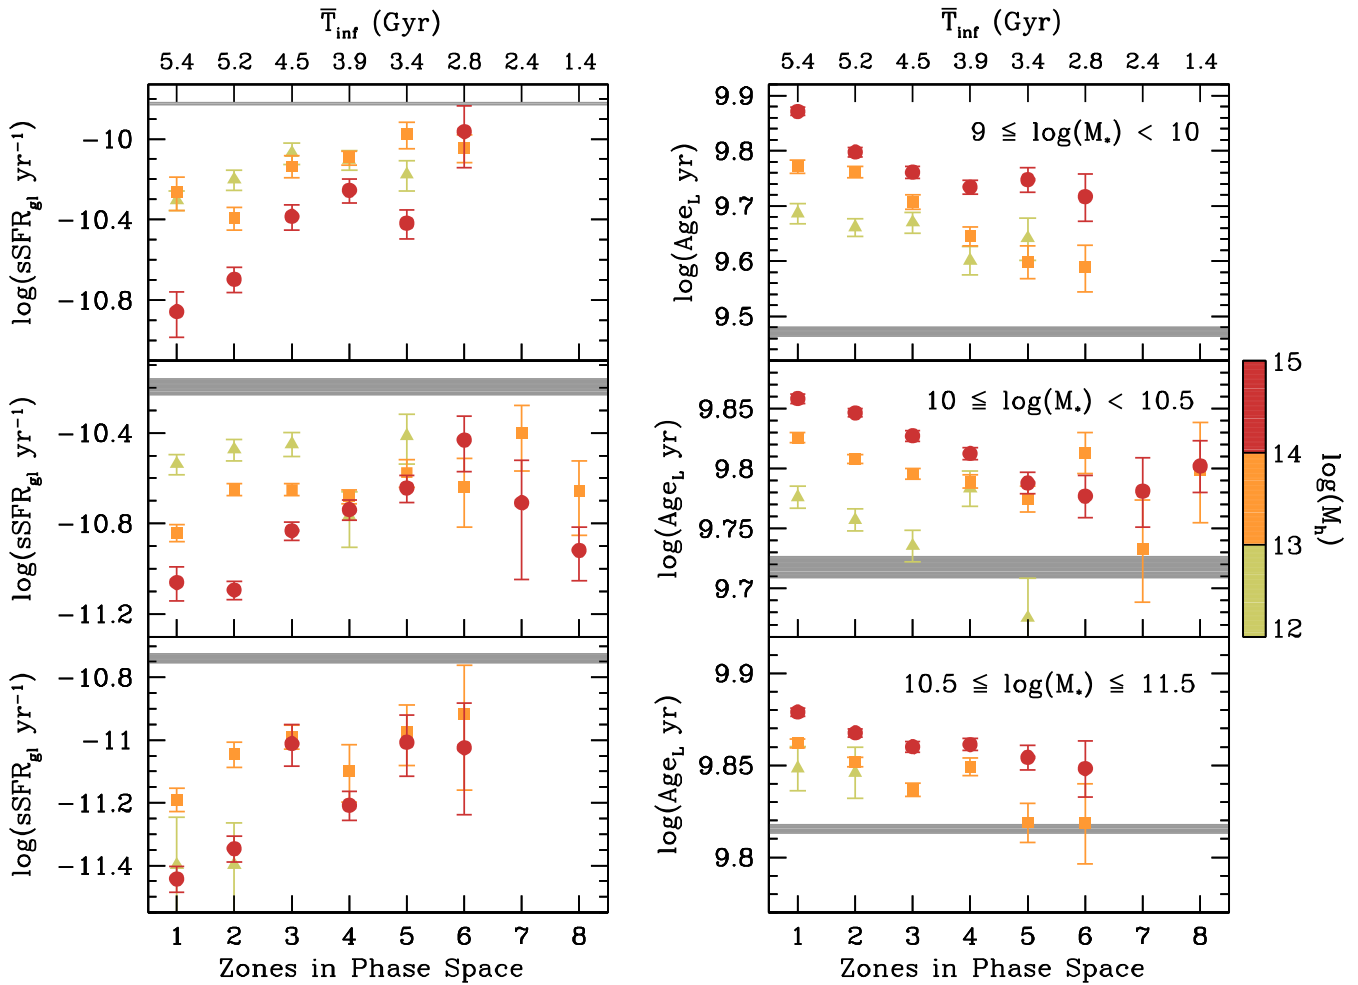 T̅inf (Gyr)
5.4 5.2 4.5 3.9 3.4 2.8 2.4 1.4
log(sSFRgl yr⁻¹)
−10
−10.4
−10.8
log(sSFRgl yr⁻¹)
−10.4
−10.8
−11.2
log(sSFRgl yr⁻¹)
−10.8
−11
−11.2
−11.4
1 2 3 4 5 6 7 8
Zones in Phase Space
T̅inf (Gyr)
5.4 5.2 4.5 3.9 3.4 2.8 2.4 1.4
9 ≦ log(M*) < 10
log(AgeL yr)
9.9
9.8
9.7
9.6
9.5
10 ≦ log(M*) < 10.5
log(AgeL yr)
9.85
9.8
9.75
9.7
10.5 ≦ log(M*) ≦ 11.5
log(AgeL yr)
9.9
9.85
9.8
1 2 3 4 5 6 7 8
Zones in Phase Space
15
14
13
12
log(Mh)